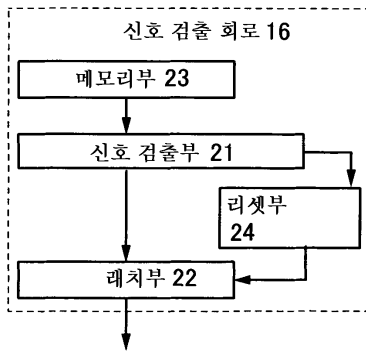 신호 검출 회로 16
메모리부 23
신호 검출부 21
리셋부
24
래치부 22